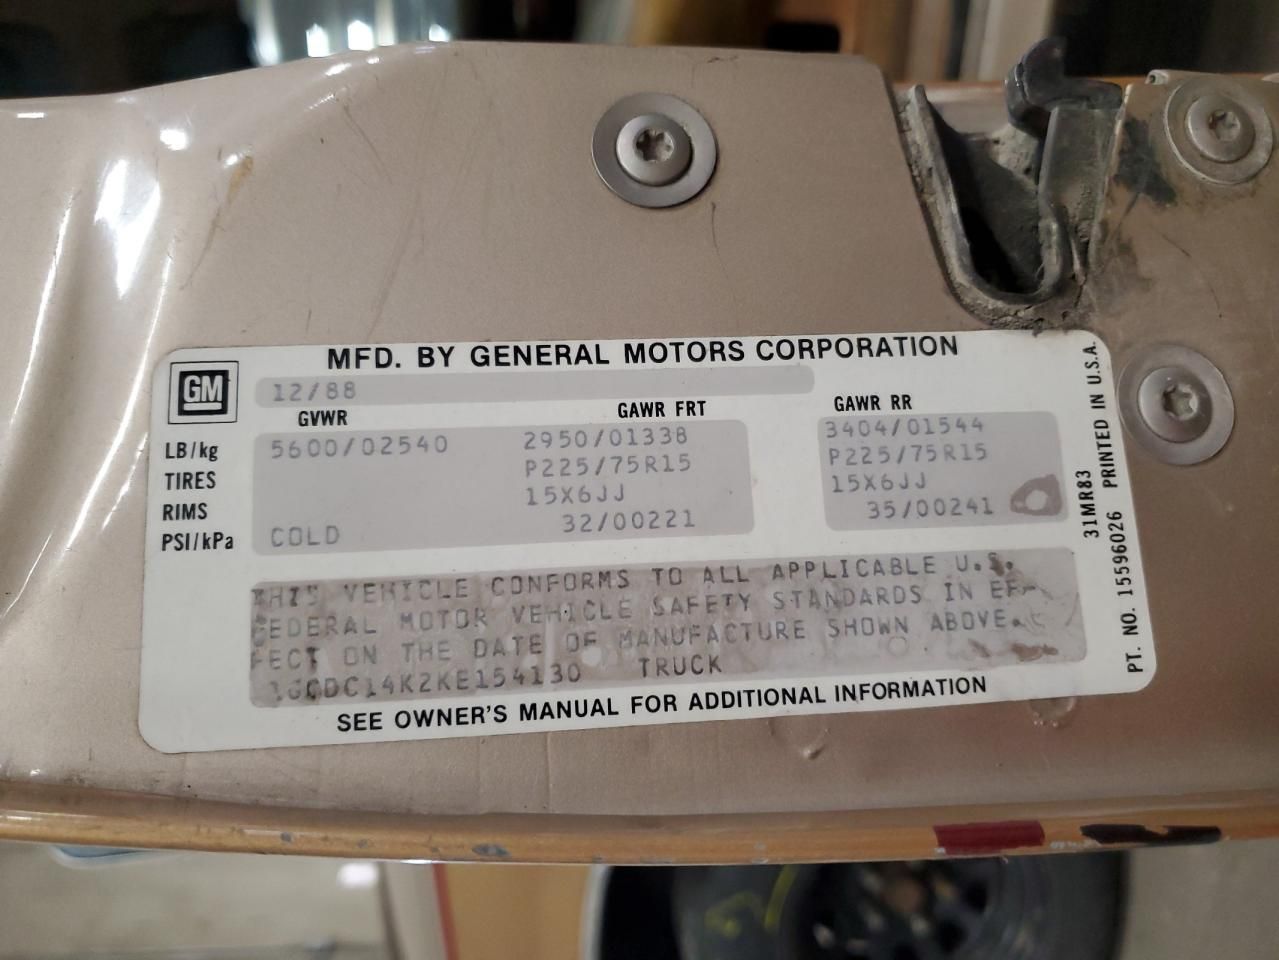 MFD. BY GENERAL MOTORS CORPORATION
GM
12/88
GVWR GAWR FRT GAWR RR
LB/kg 5600/02540 2950/01338 3404/01544
TIRES P225/75R15 P225/75R15
RIMS 15X6JJ 15X6JJ
PSI/kPa COLD 32/00221 35/00241
THIS VEHICLE CONFORMS TO ALL APPLICABLE U.S.
FEDERAL MOTOR VEHICLE SAFETY STANDARDS IN EF-
FECT ON THE DATE OF MANUFACTURE SHOWN ABOVE.
1GCDC14K2KE154130 TRUCK
SEE OWNER'S MANUAL FOR ADDITIONAL INFORMATION
31MR83
PT. NO. 15596026 PRINTED IN U.S.A.